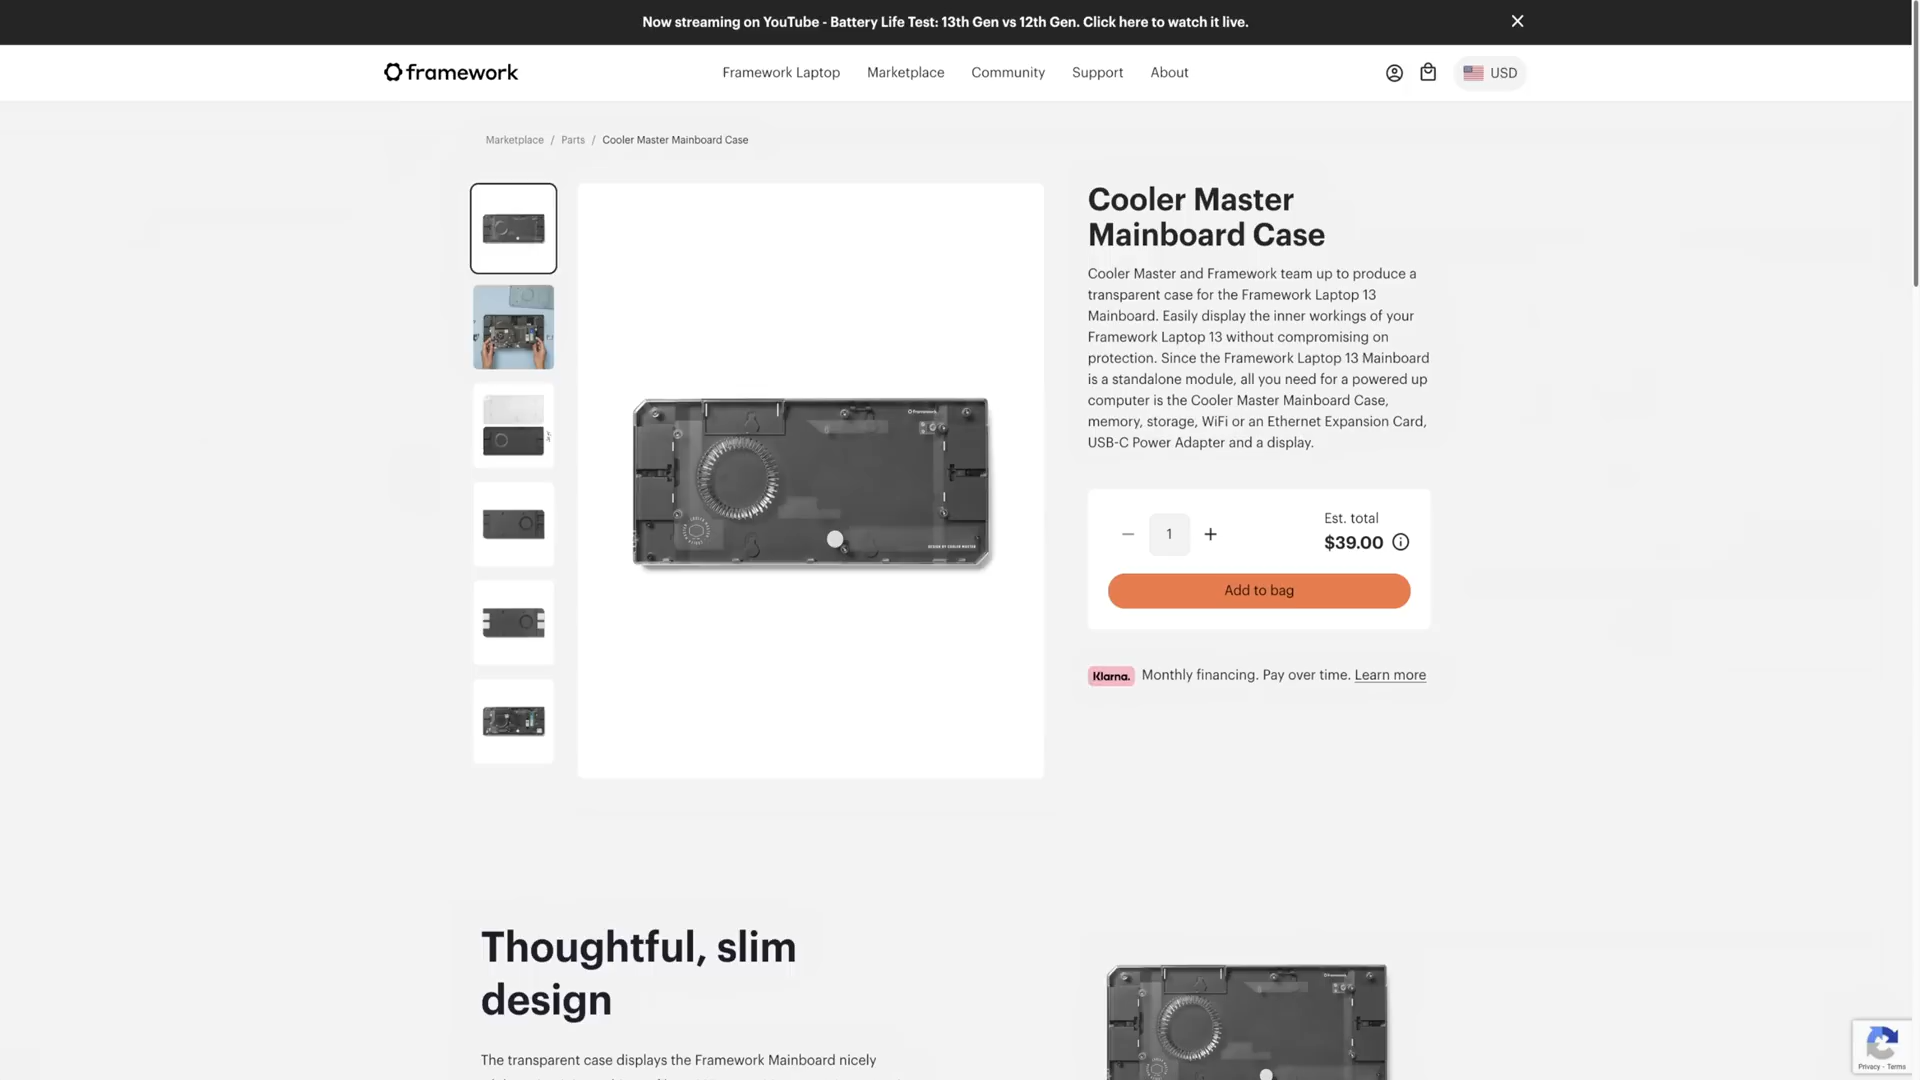 Now streaming on YouTube - Battery Life Test: 13th Gen vs 12th Gen. Click here to watch it live.
framework
Framework Laptop
Marketplace
Community
Support
About
USD
Marketplace / Parts / Cooler Master Mainboard Case
Cooler Master
Mainboard Case
Cooler Master and Framework team up to produce a
transparent case for the Framework Laptop 13
Mainboard. Easily display the inner workings of your
Framework Laptop 13 without compromising on
protection. Since the Framework Laptop 13 Mainboard
is a standalone module, all you need for a powered up
computer is the Cooler Master Mainboard Case,
memory, storage, WiFi or an Ethernet Expansion Card,
USB-C Power Adapter and a display.
framework
DESIGN BY COOLER MASTER
1
Est. total
$39.00
Add to bag
Klarna. Monthly financing. Pay over time. Learn more
Thoughtful, slim
design
The transparent case displays the Framework Mainboard nicely
Privacy - Terms